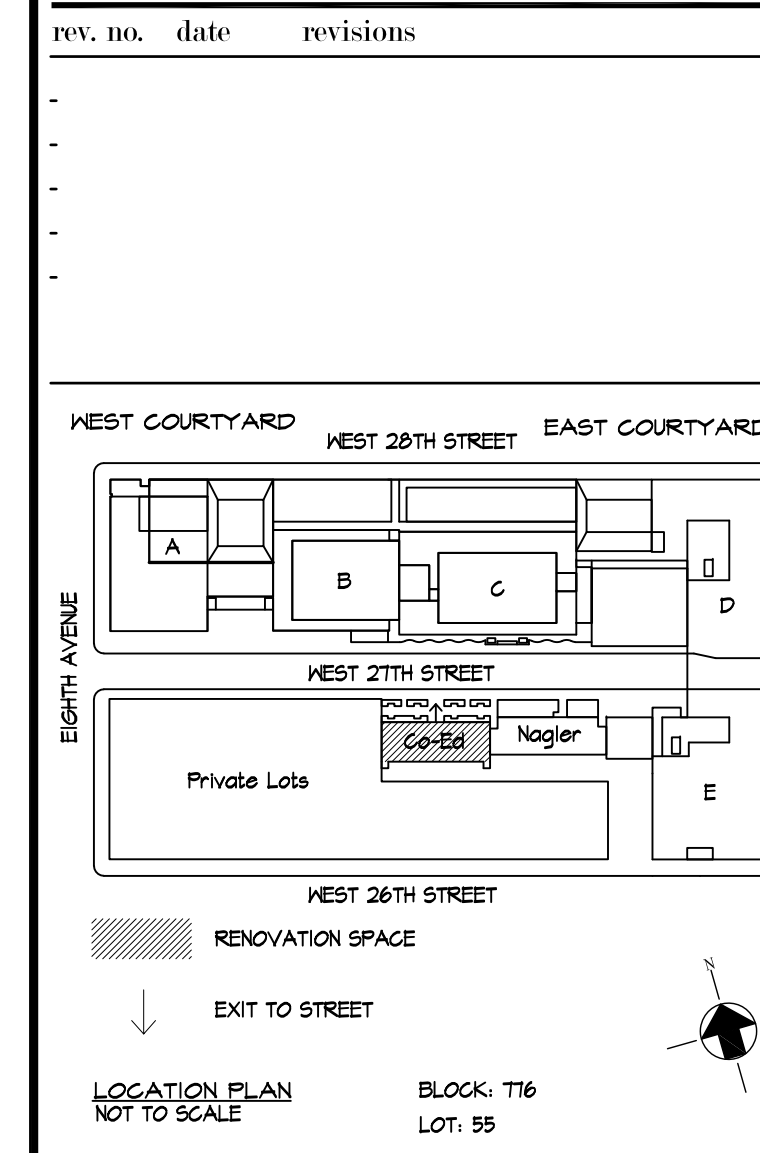 rev. no. date revisions
-
-
-
-
-
WEST COURTYARD
WEST 28TH STREET
EAST COURTYARD
A
B
C
D
EIGHTH AVENUE
WEST 27TH STREET
Co-Ed
Nagler
Private Lots
E
WEST 26TH STREET
RENOVATION SPACE
N
EXIT TO STREET
LOCATION PLAN
NOT TO SCALE
BLOCK: 776
LOT: 55